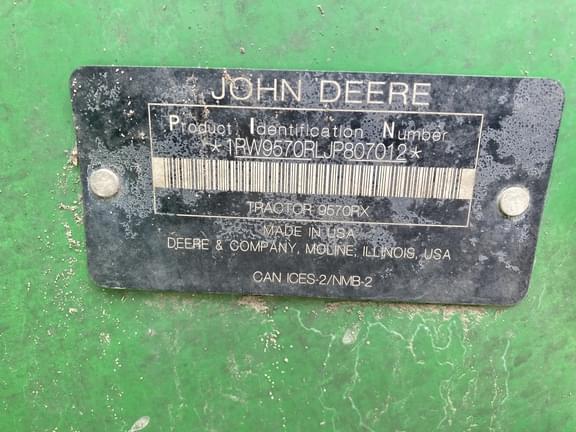 JOHN DEERE
Product Identification Number
*1RW9570RLJP807012*
TRACTOR 9570RX
MADE IN USA
DEERE & COMPANY, MOLINE, ILLINOIS, USA
CAN ICES-2/NMB-2